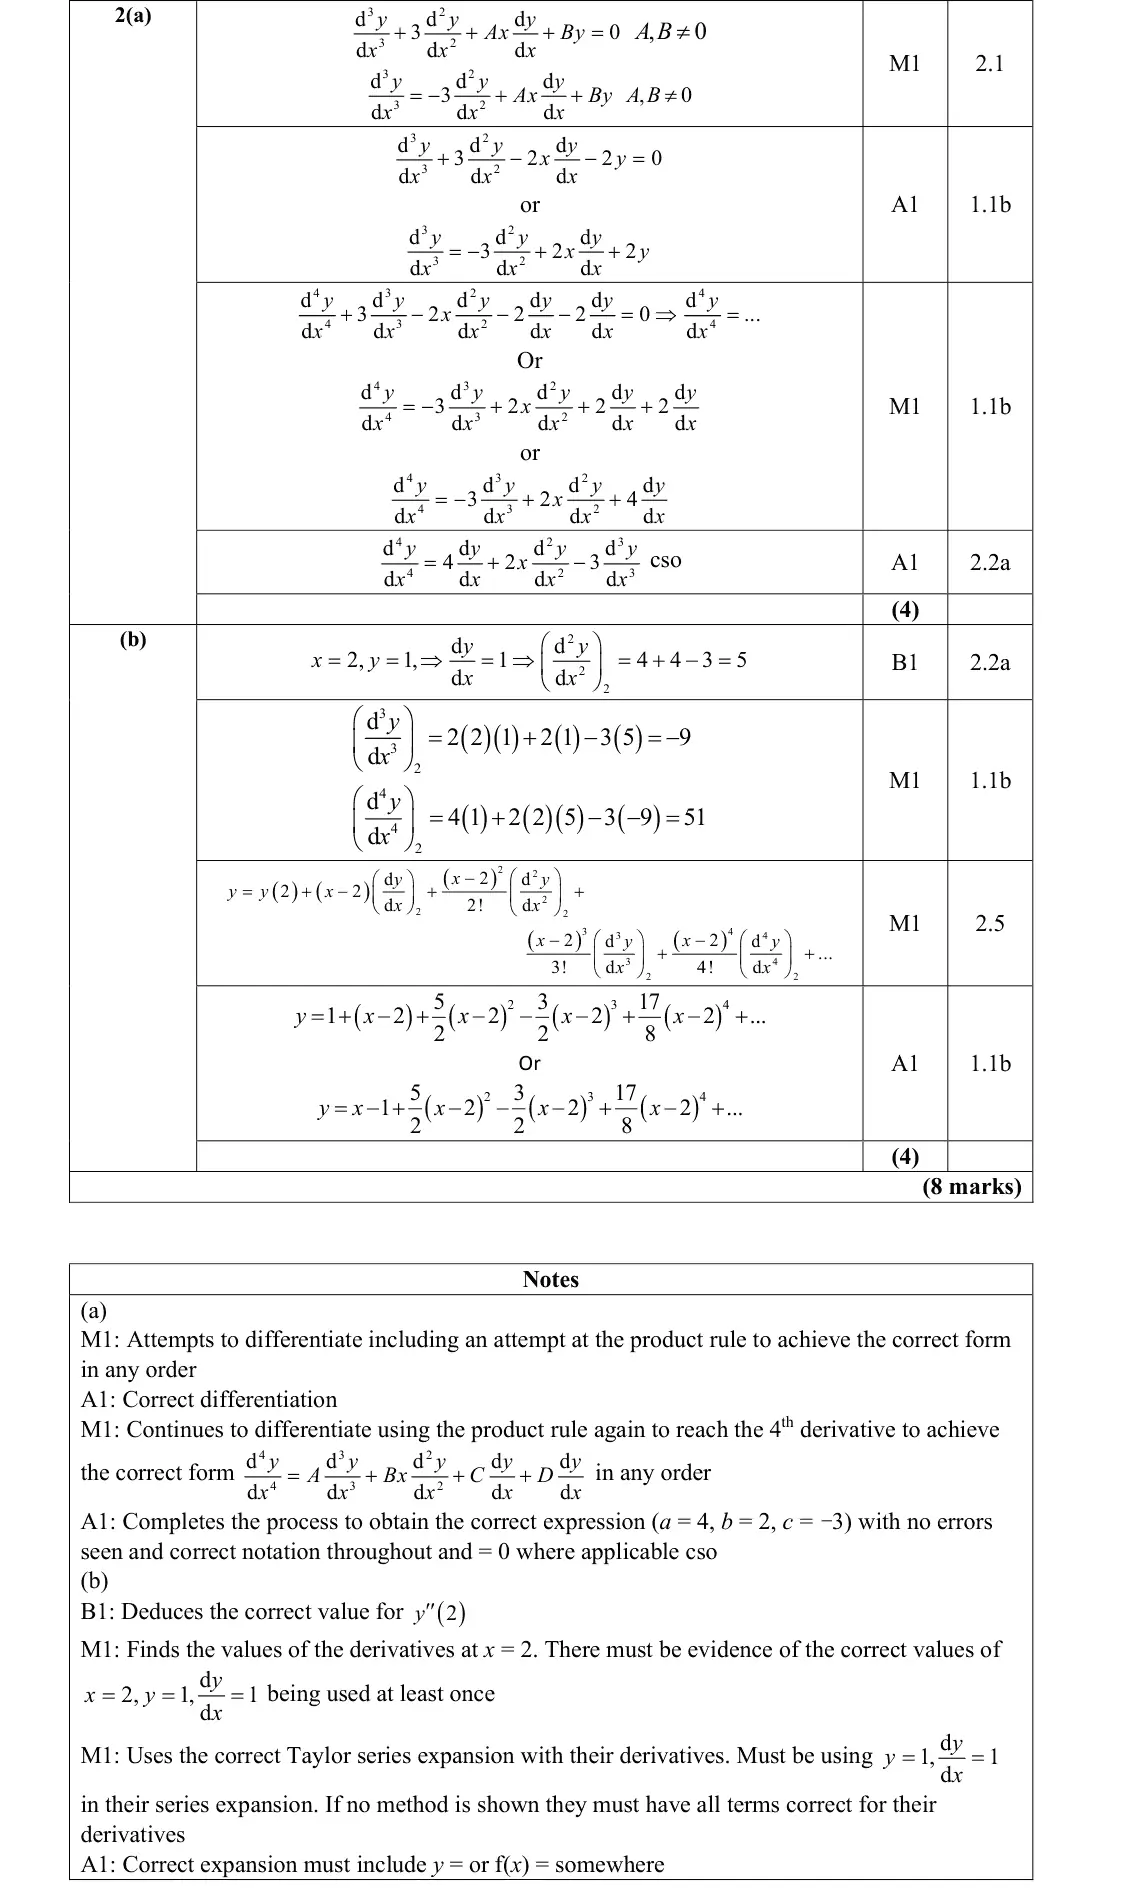 2(a)
d³y/dx³ + 3 d²y/dx² + Ax dy/dx + By = 0  A, B ≠ 0
d³y/dx³ = −3 d²y/dx² + Ax dy/dx + By  A, B ≠ 0
M1 2.1
d³y/dx³ + 3 d²y/dx² − 2x dy/dx − 2y = 0
or
d³y/dx³ = −3 d²y/dx² + 2x dy/dx + 2y
A1 1.1b
d⁴y/dx⁴ + 3 d³y/dx³ − 2x d²y/dx² − 2 dy/dx − 2 dy/dx = 0 ⇒ d⁴y/dx⁴ = ...
Or
d⁴y/dx⁴ = −3 d³y/dx³ + 2x d²y/dx² + 2 dy/dx + 2 dy/dx
or
d⁴y/dx⁴ = −3 d³y/dx³ + 2x d²y/dx² + 4 dy/dx
M1 1.1b
d⁴y/dx⁴ = 4 dy/dx + 2x d²y/dx² − 3 d³y/dx³ cso
A1 2.2a
(4)
(b)
x = 2, y = 1, ⇒ dy/dx = 1 ⇒ (d²y/dx²)₂ = 4 + 4 − 3 = 5
B1 2.2a
(d³y/dx³)₂ = 2(2)(1) + 2(1) − 3(5) = −9
(d⁴y/dx⁴)₂ = 4(1) + 2(2)(5) − 3(−9) = 51
M1 1.1b
y = y(2) + (x − 2)(dy/dx)₂ + (x − 2)²/2! (d²y/dx²)₂ +
(x − 2)³/3! (d³y/dx³)₂ + (x − 2)⁴/4! (d⁴y/dx⁴)₂ + ...
M1 2.5
y = 1 + (x − 2) + 5/2 (x − 2)² − 3/2 (x − 2)³ + 17/8 (x − 2)⁴ + ...
Or
y = x − 1 + 5/2 (x − 2)² − 3/2 (x − 2)³ + 17/8 (x − 2)⁴ + ...
A1 1.1b
(4)
(8 marks)
Notes
(a)
M1: Attempts to differentiate including an attempt at the product rule to achieve the correct form
in any order
A1: Correct differentiation
M1: Continues to differentiate using the product rule again to reach the 4th derivative to achieve
the correct form d⁴y/dx⁴ = A d³y/dx³ + Bx d²y/dx² + C dy/dx + D dy/dx in any order
A1: Completes the process to obtain the correct expression (a = 4, b = 2, c = −3) with no errors
seen and correct notation throughout and = 0 where applicable cso
(b)
B1: Deduces the correct value for y″(2)
M1: Finds the values of the derivatives at x = 2. There must be evidence of the correct values of
x = 2, y = 1, dy/dx = 1 being used at least once
M1: Uses the correct Taylor series expansion with their derivatives. Must be using y = 1, dy/dx = 1
in their series expansion. If no method is shown they must have all terms correct for their
derivatives
A1: Correct expansion must include y = or f(x) = somewhere